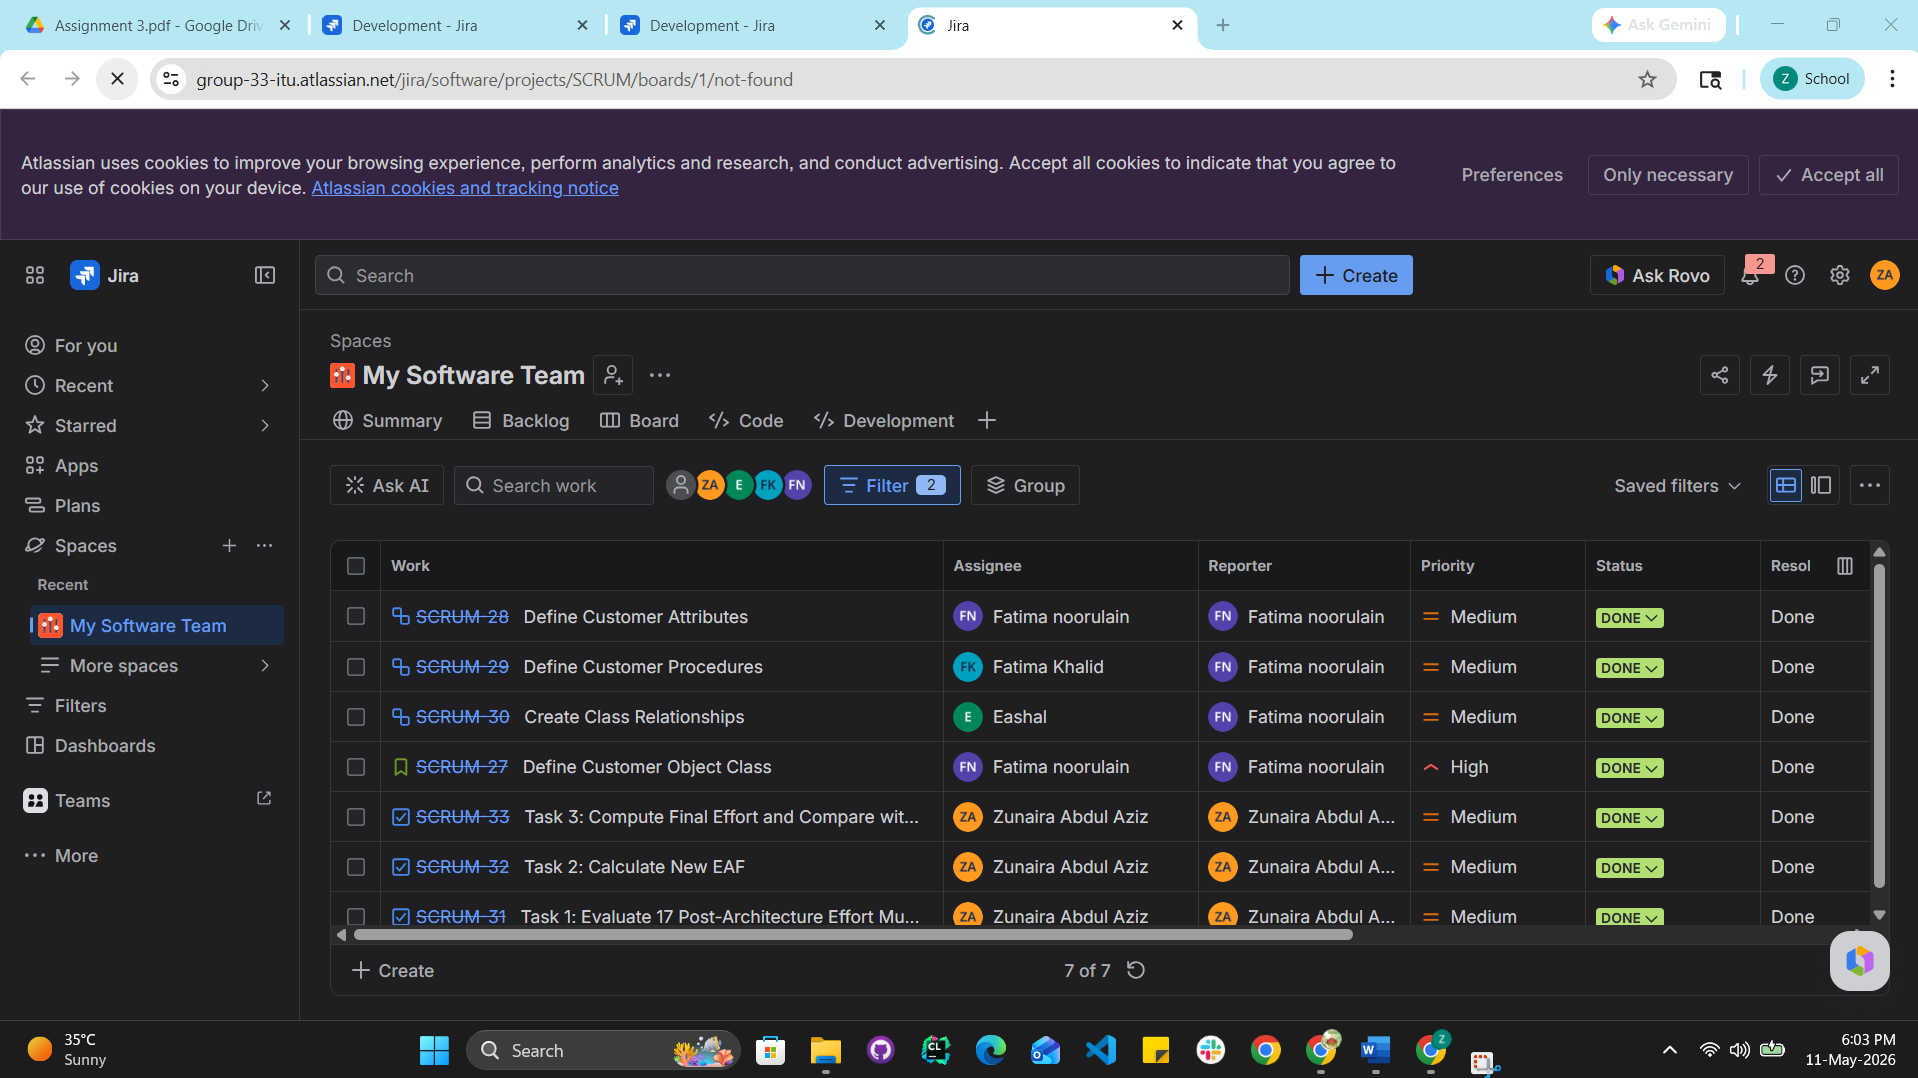 Assignment 3.pdf - Google Driv
Development - Jira
Development - Jira
Jira
Ask Gemini
group-33-itu.atlassian.net/jira/software/projects/SCRUM/boards/1/not-found
Z School
Atlassian uses cookies to improve your browsing experience, perform analytics and research, and conduct advertising. Accept all cookies to indicate that you agree to
our use of cookies on your device. Atlassian cookies and tracking notice
Preferences
Only necessary
Accept all
Jira
Search
Create
Ask Rovo
2
ZA
For you
Recent
Starred
Apps
Plans
Spaces
Recent
My Software Team
More spaces
Filters
Dashboards
Teams
More
Spaces
My Software Team
Summary
Backlog
Board
Code
Development
Ask AI
Search work
ZA E FK FN
Filter 2
Group
Saved filters
Work Assignee Reporter Priority Status Resol
SCRUM-28 Define Customer Attributes FN Fatima noorulain FN Fatima noorulain Medium DONE Done
SCRUM-29 Define Customer Procedures FK Fatima Khalid FN Fatima noorulain Medium DONE Done
SCRUM-30 Create Class Relationships E Eashal FN Fatima noorulain Medium DONE Done
SCRUM-27 Define Customer Object Class FN Fatima noorulain FN Fatima noorulain High DONE Done
SCRUM-33 Task 3: Compute Final Effort and Compare wit... ZA Zunaira Abdul Aziz ZA Zunaira Abdul A... Medium DONE Done
SCRUM-32 Task 2: Calculate New EAF ZA Zunaira Abdul Aziz ZA Zunaira Abdul A... Medium DONE Done
SCRUM-31 Task 1: Evaluate 17 Post-Architecture Effort Mu... ZA Zunaira Abdul Aziz ZA Zunaira Abdul A... Medium DONE Done
Create
7 of 7
35°C
Sunny
Search
CL
W
Z
6:03 PM
11-May-2026